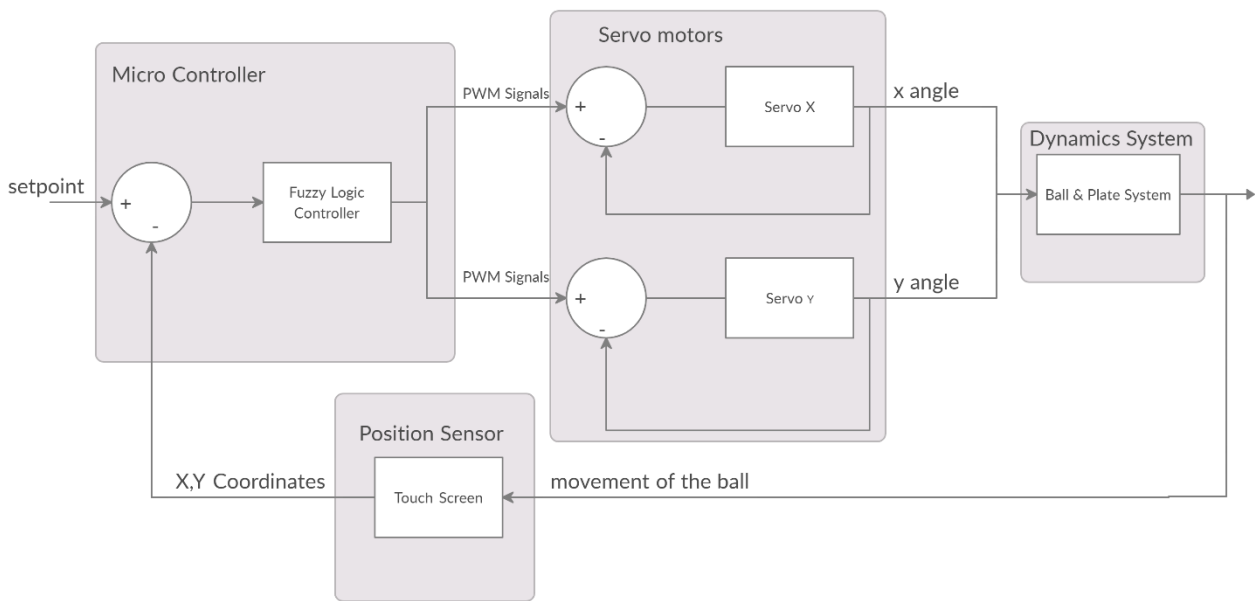 Servo motors
Micro Controller
PWM Signals
+
-
Servo X
x angle
Dynamics System
setpoint
+
-
Fuzzy Logic
Controller
Ball & Plate System
PWM Signals
+
-
Servo Y
y angle
Position Sensor
X,Y Coordinates
Touch Screen
movement of the ball